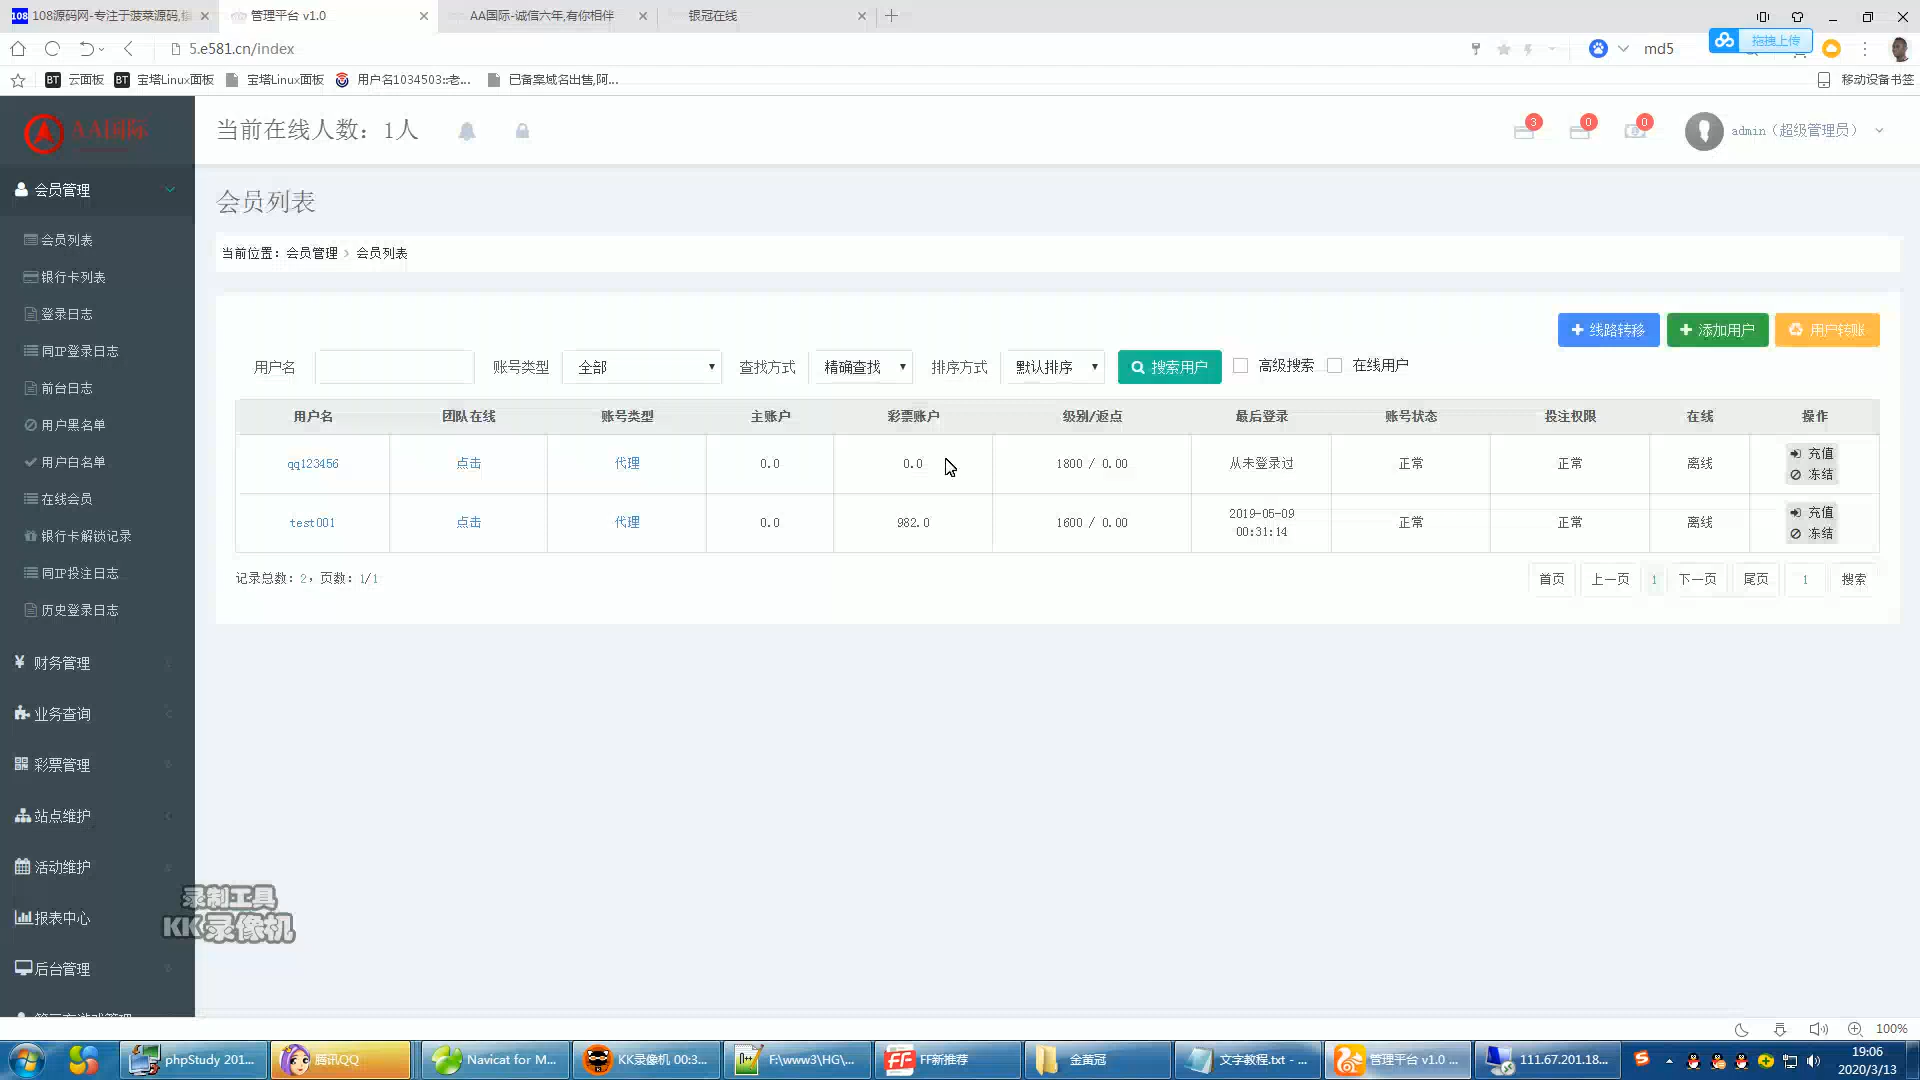 108源码网-专注于菠菜源码,棋
管理平台 v1.0
AA国际-诚信六年,有你相伴
银冠在线
5.e581.cn/index
md5
拖拽上传
云面板
宝塔Linux面板
宝塔Linux面板
用户名1034503::老...
已备案域名出售,阿...
移动设备书签
AA国际
当前在线人数：1人
3
0
0
admin（超级管理员）
会员管理
会员列表
银行卡列表
登录日志
同IP登录日志
前台日志
用户黑名单
用户白名单
在线会员
银行卡解锁记录
同IP投注日志
历史登录日志
财务管理
业务查询
彩票管理
站点维护
活动维护
报表中心
后台管理
会员列表
当前位置：会员管理 > 会员列表
线路转移
添加用户
用户转账
用户名
账号类型 全部
查找方式 精确查找
排序方式 默认排序
搜索用户
高级搜索
在线用户
用户名 团队在线 账号类型 主账户 彩票账户 级别/返点 最后登录 账号状态 投注权限 在线 操作
qq123456 点击 代理 0.0 0.0 1800 / 0.00 从未登录过 正常 正常 离线 充值
冻结
test001 点击 代理 0.0 982.0 1600 / 0.00 2019-05-09 00:31:14 正常 正常 离线 充值
冻结
记录总数：2，页数：1/1
首页 上一页 1 下一页 尾页 1 搜索
录制工具
KK录像机
100%
phpStudy 201...
腾讯QQ
Navicat for M...
KK录像机 00:3...
F:\www3\HG\...
FF新推荐
金黄冠
文字教程.txt - ...
管理平台 v1.0 ...
111.67.201.18...
19:06
2020/3/13